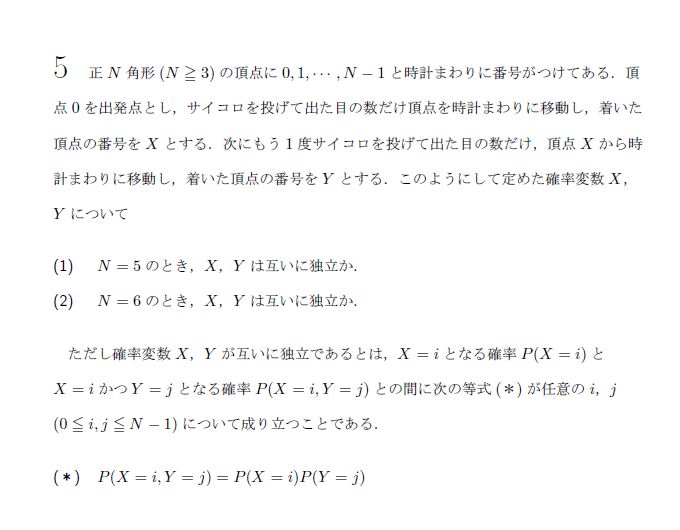 5 正 N 角形 (N ≧ 3) の頂点に 0, 1, ⋯ , N − 1 と時計まわりに番号がつけてある．頂
点 0 を出発点とし，サイコロを投げて出た目の数だけ頂点を時計まわりに移動し，着いた
頂点の番号を X とする．次にもう 1 度サイコロを投げて出た目の数だけ，頂点 X から時
計まわりに移動し，着いた頂点の番号を Y とする．このようにして定めた確率変数 X，
Y について
(1) N = 5 のとき，X，Y は互いに独立か．
(2) N = 6 のとき，X，Y は互いに独立か．
ただし確率変数 X，Y が互いに独立であるとは，X = i となる確率 P(X = i) と
X = i かつ Y = j となる確率 P(X = i, Y = j) との間に次の等式 (＊) が任意の i，j
(0 ≦ i, j ≦ N − 1) について成り立つことである．
(＊) P(X = i, Y = j) = P(X = i)P(Y = j)